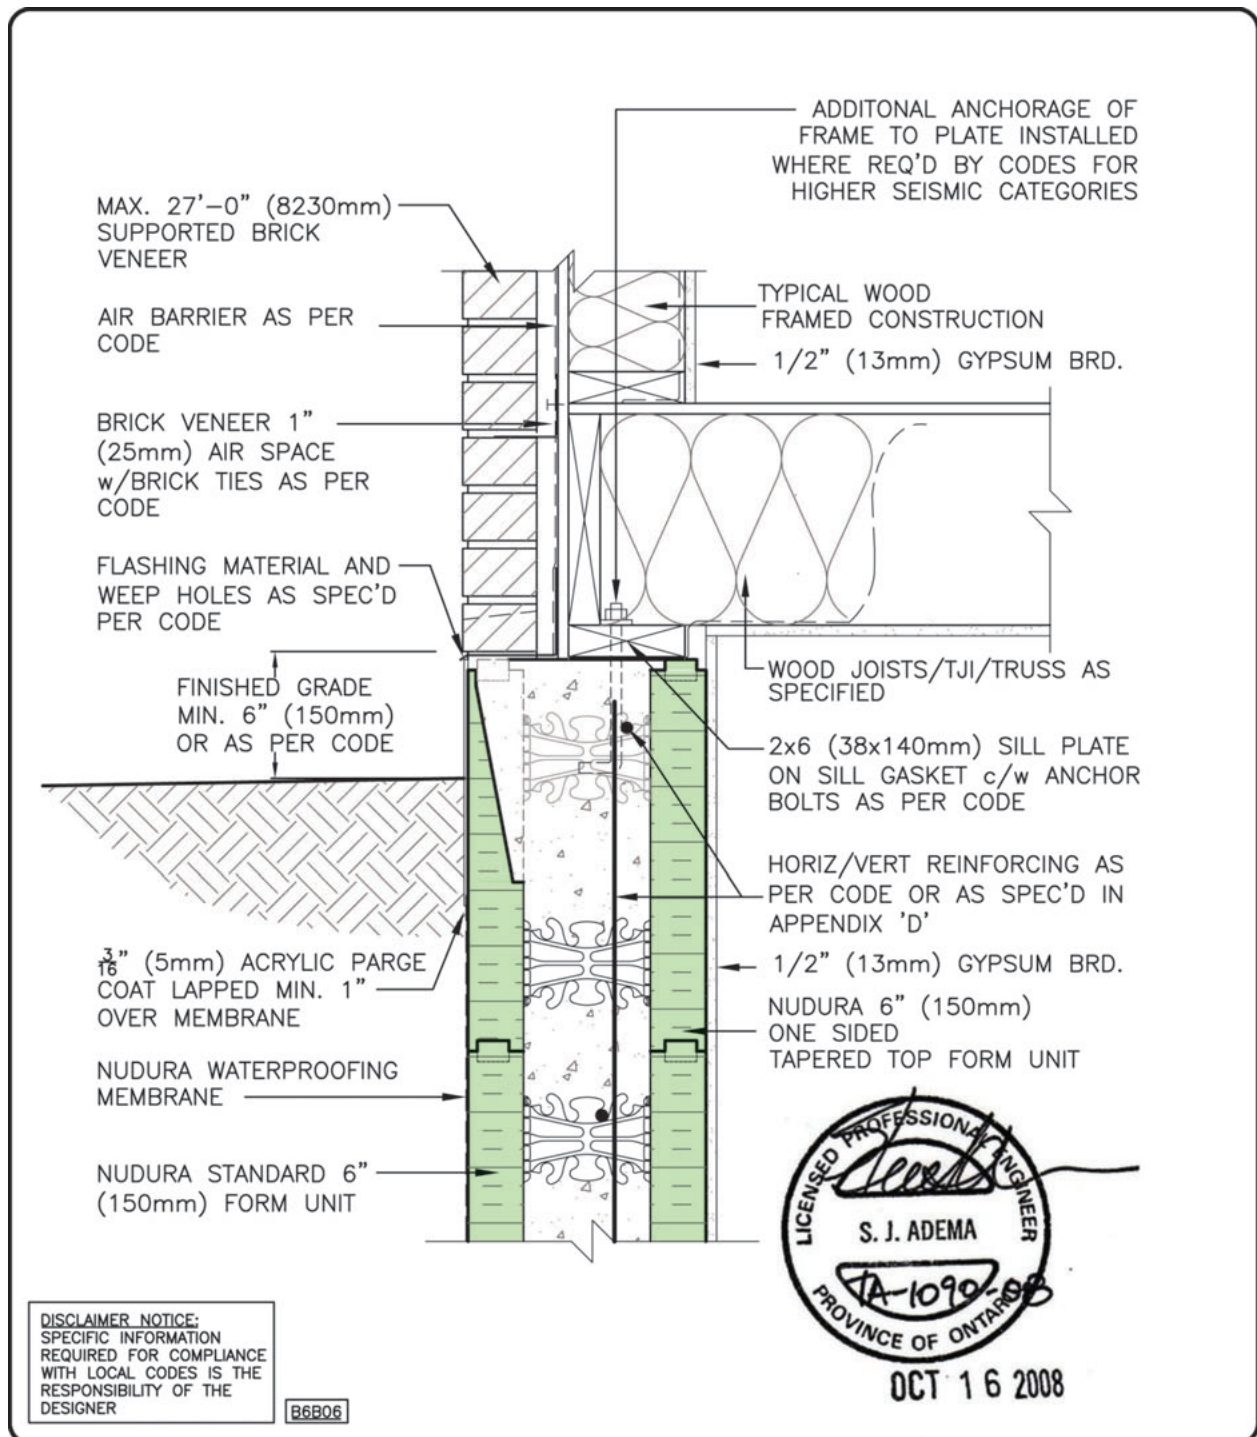 ADDITONAL ANCHORAGE OF
FRAME TO PLATE INSTALLED
WHERE REQ'D BY CODES FOR
HIGHER SEISMIC CATEGORIES
MAX. 27'-0" (8230mm)
SUPPORTED BRICK
VENEER
AIR BARRIER AS PER
CODE
BRICK VENEER 1"
(25mm) AIR SPACE
w/BRICK TIES AS PER
CODE
FLASHING MATERIAL AND
WEEP HOLES AS SPEC'D
PER CODE
FINISHED GRADE
MIN. 6" (150mm)
OR AS PER CODE
3/16" (5mm) ACRYLIC PARGE
COAT LAPPED MIN. 1"
OVER MEMBRANE
NUDURA WATERPROOFING
MEMBRANE
NUDURA STANDARD 6"
(150mm) FORM UNIT
TYPICAL WOOD
FRAMED CONSTRUCTION
1/2" (13mm) GYPSUM BRD.
WOOD JOISTS/TJI/TRUSS AS
SPECIFIED
2x6 (38x140mm) SILL PLATE
ON SILL GASKET c/w ANCHOR
BOLTS AS PER CODE
HORIZ/VERT REINFORCING AS
PER CODE OR AS SPEC'D IN
APPENDIX 'D'
1/2" (13mm) GYPSUM BRD.
NUDURA 6" (150mm)
ONE SIDED
TAPERED TOP FORM UNIT
LICENSED PROFESSIONAL ENGINEER
S. J. ADEMA
TA-1090-08
PROVINCE OF ONTARIO
OCT 16 2008
DISCLAIMER NOTICE:
SPECIFIC INFORMATION
REQUIRED FOR COMPLIANCE
WITH LOCAL CODES IS THE
RESPONSIBILITY OF THE
DESIGNER
B6B06